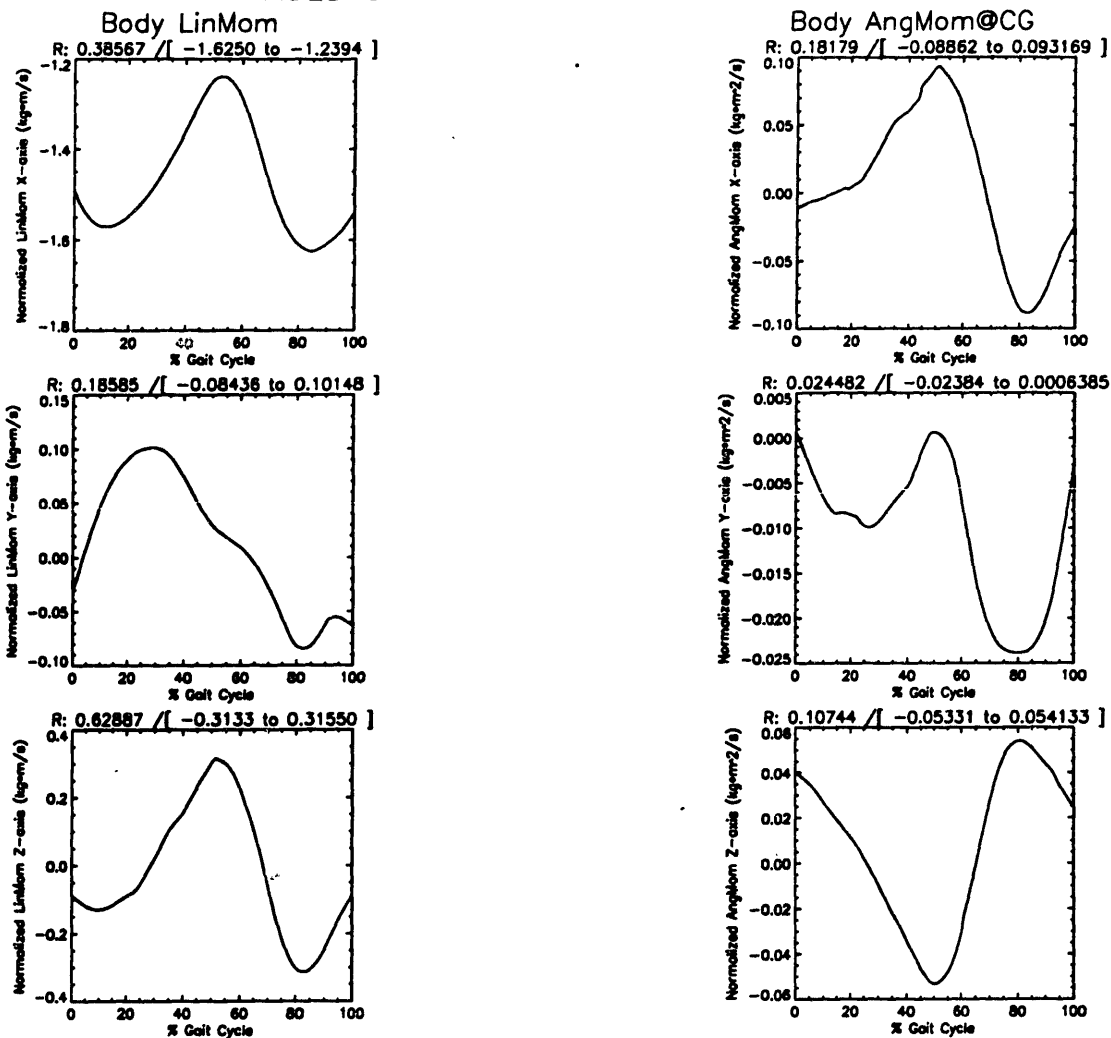 Body LinMom
R: 0.38567 /[ -1.6250 to -1.2394 ]
Normalized LinMom X-axis (kg*m/s)
-1.2
-1.4
-1.6
-1.8
0 20 40 60 80 100
% Gait Cycle
R: 0.18585 /[ -0.08436 to 0.10148 ]
Normalized LinMom Y-axis (kg*m/s)
0.15
0.10
0.05
0.00
-0.05
-0.10
0 20 40 60 80 100
% Gait Cycle
R: 0.62887 /[ -0.3133 to 0.31550 ]
Normalized LinMom Z-axis (kg*m/s)
0.4
0.2
0.0
-0.2
-0.4
0 20 40 60 80 100
% Gait Cycle
Body AngMom@CG
R: 0.18179 /[ -0.08862 to 0.093169 ]
Normalized AngMom X-axis (kg*m^2/s)
0.10
0.05
0.00
-0.05
-0.10
0 20 40 60 80 100
% Gait Cycle
R: 0.024482 /[ -0.02384 to 0.0006385
Normalized AngMom Y-axis (kg*m^2/s)
0.005
0.000
-0.005
-0.010
-0.015
-0.020
-0.025
0 20 40 60 80 100
% Gait Cycle
R: 0.10744 /[ -0.05331 to 0.054133 ]
Normalized AngMom Z-axis (kg*m^2/s)
0.06
0.04
0.02
0.00
-0.02
-0.04
-0.06
0 20 40 60 80 100
% Gait Cycle